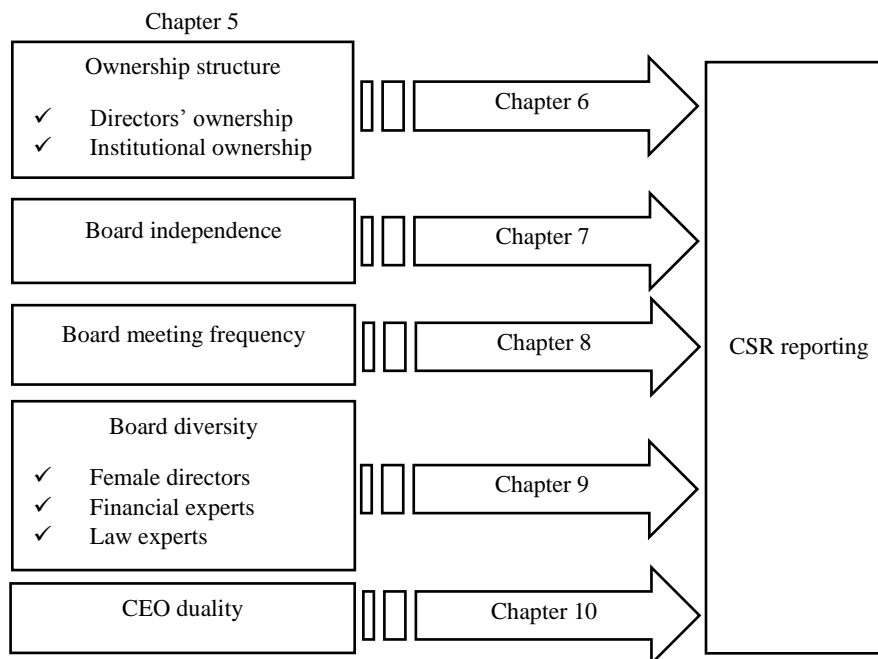 Chapter 5
Ownership structure
✓ Directors’ ownership
✓ Institutional ownership
Chapter 6
Board independence
Chapter 7
Board meeting frequency
Chapter 8
CSR reporting
Board diversity
✓ Female directors
✓ Financial experts
✓ Law experts
Chapter 9
CEO duality
Chapter 10